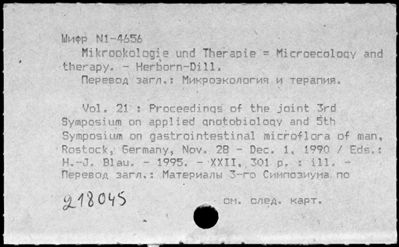 Шифр N1-4656
Mikrookologie und Therapie = Microecology and
therapy. - Herborn-Dill.
Перевод загл.: Микроэкология и терапия.
Vol. 21 : Proceedings of the joint 3rd
Symposium on applied gnotobiology and 5th
Symposium on gastrointestinal microflora of man,
Rostock, Germany, Nov. 28 - Dec. 1, 1990 / Eds.:
H.-J. Blau. - 1995. - XXII, 301 p. : ill. -
Перевод загл.: Материалы 3-го Симпозиума по
218045 см. след. карт.